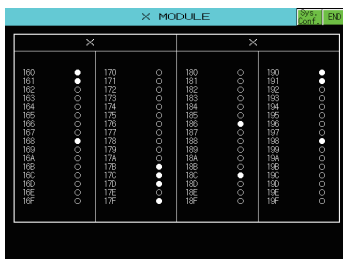 X MODULE
Sys. Conf. END
X X
160 170 180 190
161 171 181 191
162 172 182 192
163 173 183 193
164 174 184 194
165 175 185 195
166 176 186 196
167 177 187 197
168 178 188 198
169 179 189 199
16A 17A 18A 19A
16B 17B 18B 19B
16C 17C 18C 19C
16D 17D 18D 19D
16E 17E 18E 19E
16F 17F 18F 19F